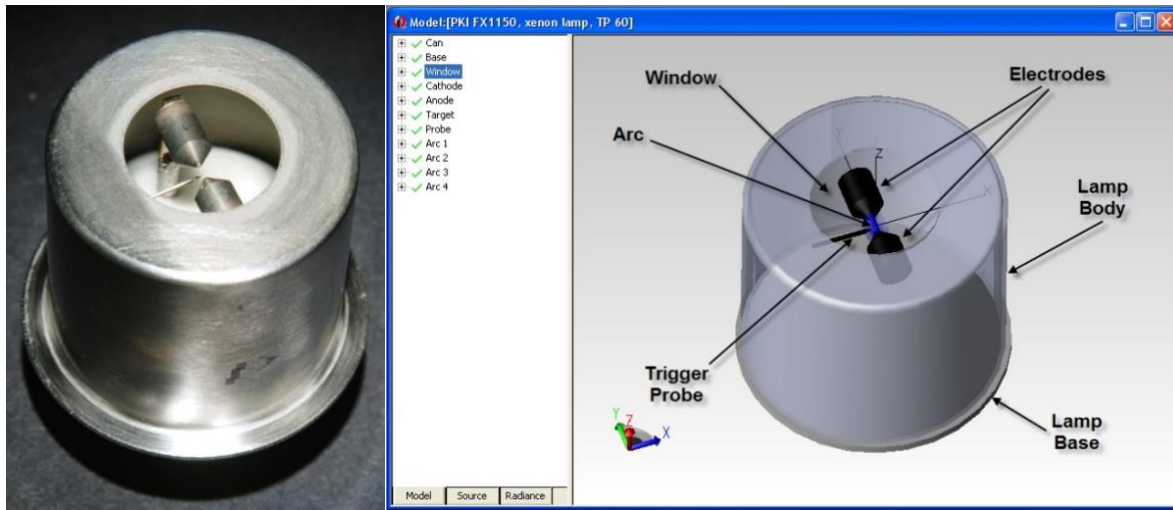 Model:[PKI FX1150, xenon lamp, TP 60]
Can
Base
Window
Cathode
Anode
Target
Probe
Arc 1
Arc 2
Arc 3
Arc 4
Window
Electrodes
Arc
Lamp
Body
Trigger
Probe
Lamp
Base
Y
Z
X
Y
Z
X
Model
Source
Radiance